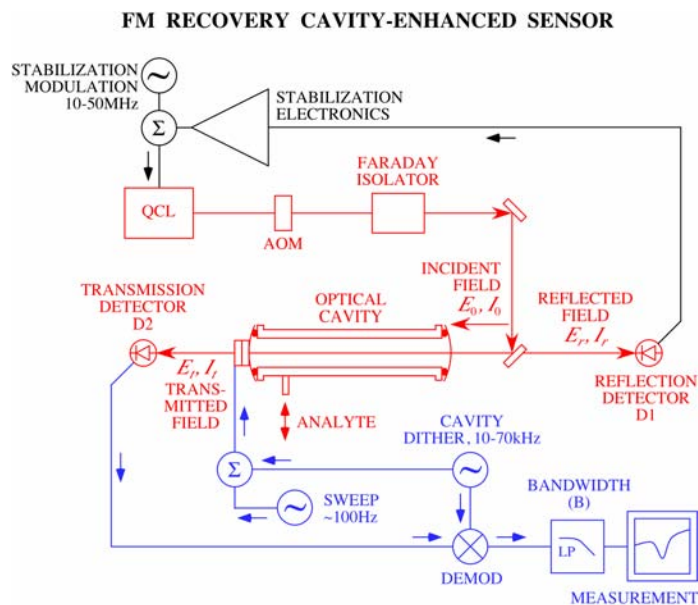 FM RECOVERY CAVITY-ENHANCED SENSOR
STABILIZATION
MODULATION
10-50MHz
~
Σ
STABILIZATION
ELECTRONICS
FARADAY
ISOLATOR
QCL
AOM
INCIDENT
FIELD
E0, I0
TRANSMISSION
DETECTOR
D2
OPTICAL
CAVITY
REFLECTED
FIELD
Er, Ir
Et, It
TRANS-
MITTED
FIELD
REFLECTION
DETECTOR
D1
ANALYTE
CAVITY
DITHER, 10-70kHz
Σ
~
SWEEP
~100Hz
~
BANDWIDTH
(B)
LP
DEMOD
MEASUREMENT